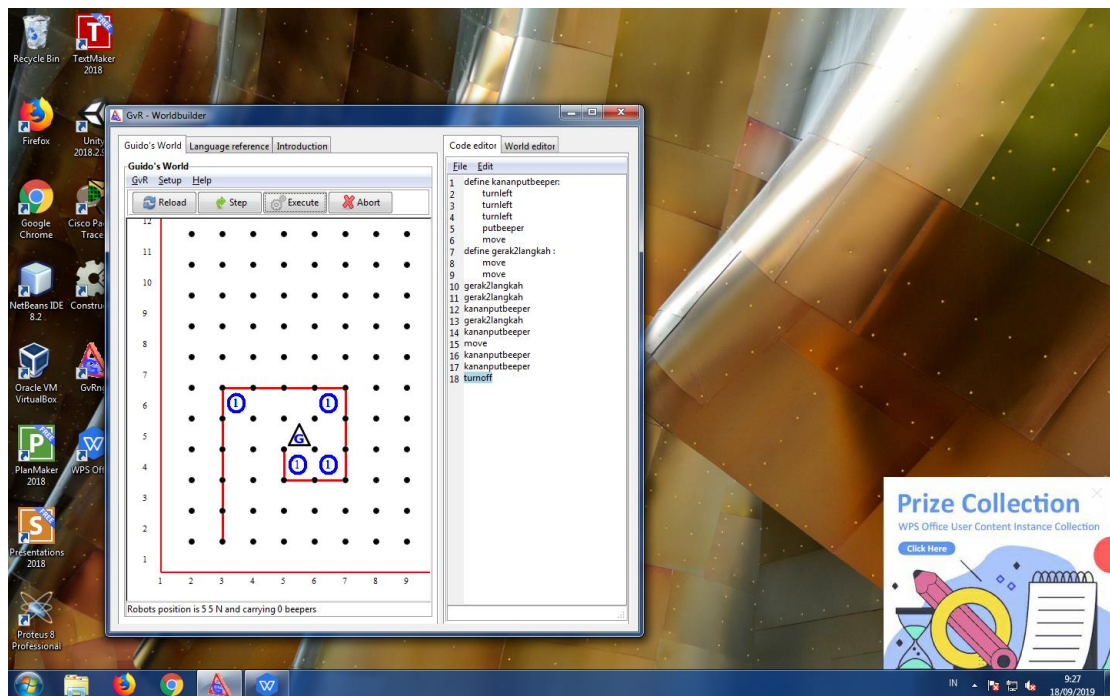 Recycle Bin
TextMaker
2018
Firefox
Unity
2018.2.
Google
Chrome
Cisco Pa
Trace
NetBeans IDE
8.2
Constru
Oracle VM
VirtualBox
GvRn
PlanMaker
2018
WPS Off
Presentations
2018
Proteus 8
Professional
GvR - Worldbuilder
Guido's World Language reference Introduction
Guido's World
GvR Setup Help
Reload Step Execute Abort
12
11
10
9
8
7
6 1 1
5 G
4 1 1
3
2
1
1 2 3 4 5 6 7 8 9
Robots position is 5 5 N and carrying 0 beepers
Code editor World editor
File Edit
1 define kananputbeeper:
2 turnleft
3 turnleft
4 turnleft
5 putbeeper
6 move
7 define gerak2langkah :
8 move
9 move
10 gerak2langkah
11 gerak2langkah
12 kananputbeeper
13 gerak2langkah
14 kananputbeeper
15 move
16 kananputbeeper
17 kananputbeeper
18 turnoff
Prize Collection
WPS Office User Content Instance Collection
Click Here
IN
9:27
18/09/2019